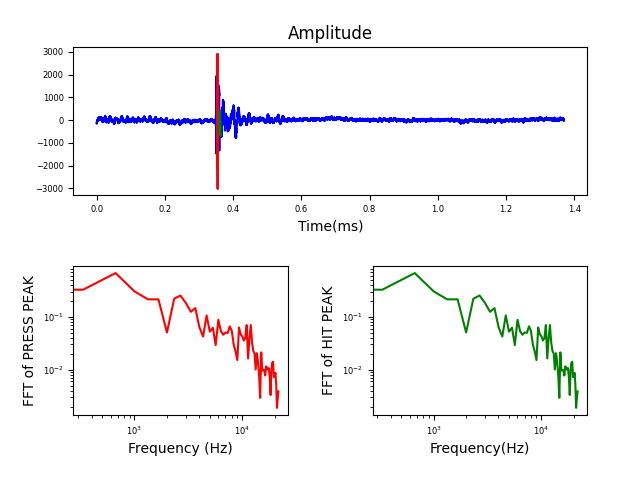 Amplitude
3000
2000
1000
0
−1000
−2000
−3000
0.0 0.2 0.4 0.6 0.8 1.0 1.2 1.4
Time(ms)
FFT of PRESS PEAK
10⁻¹
10⁻²
10³ 10⁴
Frequency (Hz)
FFT of HIT PEAK
10⁻¹
10⁻²
10³ 10⁴
Frequency(Hz)